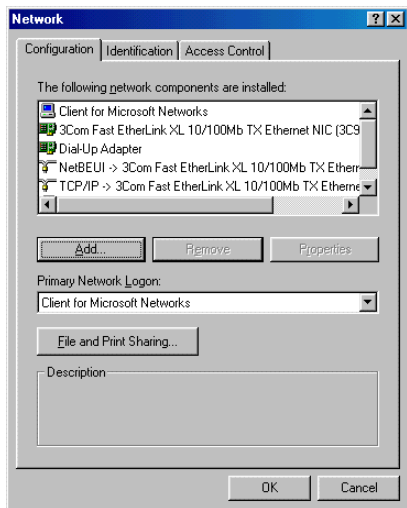 Network
Configuration Identification Access Control
The following network components are installed:
Client for Microsoft Networks
3Com Fast EtherLink XL 10/100Mb TX Ethernet NIC (3C9
Dial-Up Adapter
NetBEUI -> 3Com Fast EtherLink XL 10/100Mb TX Ethern
TCP/IP -> 3Com Fast EtherLink XL 10/100Mb TX Etherne
Add... Remove Properties
Primary Network Logon:
Client for Microsoft Networks
File and Print Sharing...
Description
OK Cancel